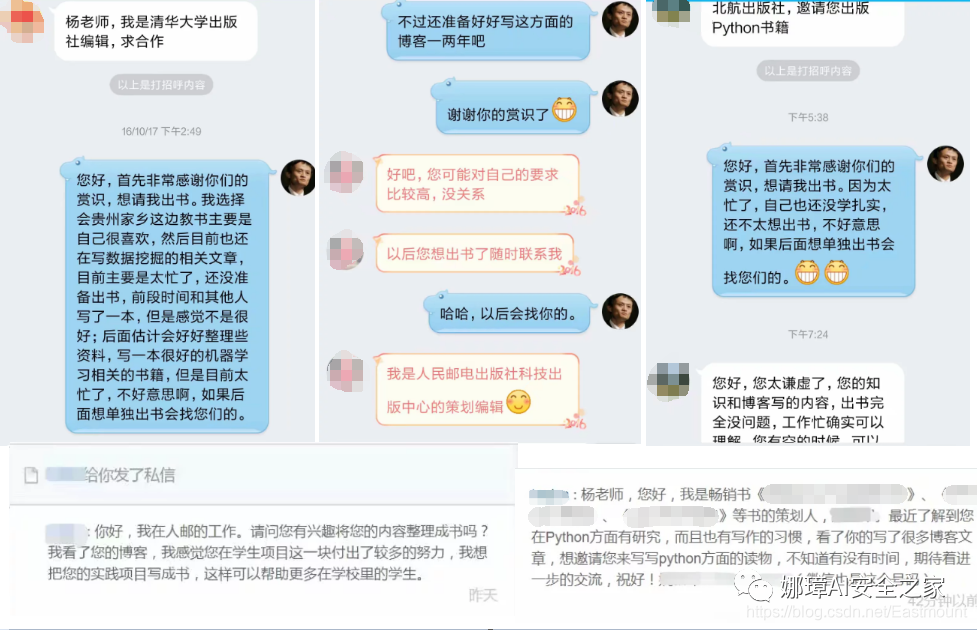 杨老师，我是清华大学出版
社编辑，求合作
以上是打招呼内容
16/10/17 下午2:49
您好，首先非常感谢你们的
赏识，想请我出书。我选择
会贵州家乡这边教书主要是
自己很喜欢，然后目前也还
在写数据挖掘的相关文章，
目前主要是太忙了，还没准
备出书，前段时间和其他人
写了一本，但是感觉不是很
好；后面估计会好好整理些
资料，写一本很好的机器学
习相关的书籍，但是目前太
忙了，不好意思啊，如果后
面想单独出书会找您们的。
不过还准备好好写这方面的
博客一两年吧
谢谢你的赏识了
好吧，您可能对自己的要求
比较高，没关系
以后您想出书了随时联系我
哈哈，以后会找你的。
我是人民邮电出版社科技出
版中心的策划编辑
北航出版社，邀请您出版
Python书籍
以上是打招呼内容
下午5:38
您好，首先非常感谢你们的
赏识，想请我出书。因为太
忙了，自己也还没学扎实，
还不太想出书，不好意思
啊，如果后面想单独出书会
找您们的。
下午7:24
您好，您太谦虚了，您的知
识和博客写的内容，出书完
全没问题，工作忙确实可以
理解，您有空的时候，可以
给你发了私信
：你好，我在人邮的工作。请问您有兴趣将您的内容整理成书吗？
我看了您的博客，我感觉您在学生项目这一块付出了较多的努力，我想
把您的实践项目写成书，这样可以帮助更多在学校里的学生。
昨天
：杨老师，您好，我是畅销书《》、《
》、《》等书的策划人，。最近了解到您
在Python方面有研究，而且也有写作的习惯，看了你的写了很多博客文
章，想邀请您来写写python方面的读物，不知道有没有时间，期待着进
一步的交流，祝好！
娜璋AI安全之家
42分钟以前
https://blog.csdn.net/Eastmount